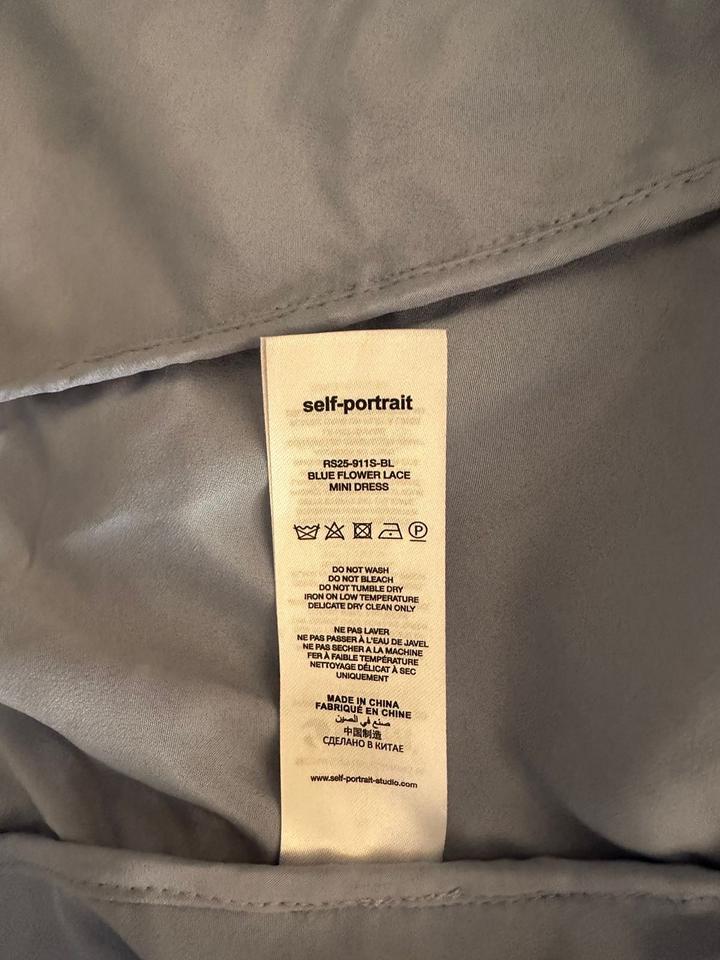 self-portrait
RS25-911S-BL
BLUE FLOWER LACE
MINI DRESS
P
DO NOT WASH
DO NOT BLEACH
DO NOT TUMBLE DRY
IRON ON LOW TEMPERATURE
DELICATE DRY CLEAN ONLY
NE PAS LAVER
NE PAS PASSER À L'EAU DE JAVEL
NE PAS SECHER A LA MACHINE
FER À FAIBLE TEMPÉRATURE
NETTOYAGE DÉLICAT À SEC
UNIQUEMENT
MADE IN CHINA
FABRIQUÉ EN CHINE
صنع في الصين
中国制造
СДЕЛАНО В КИТАЕ
www.self-portrait-studio.com